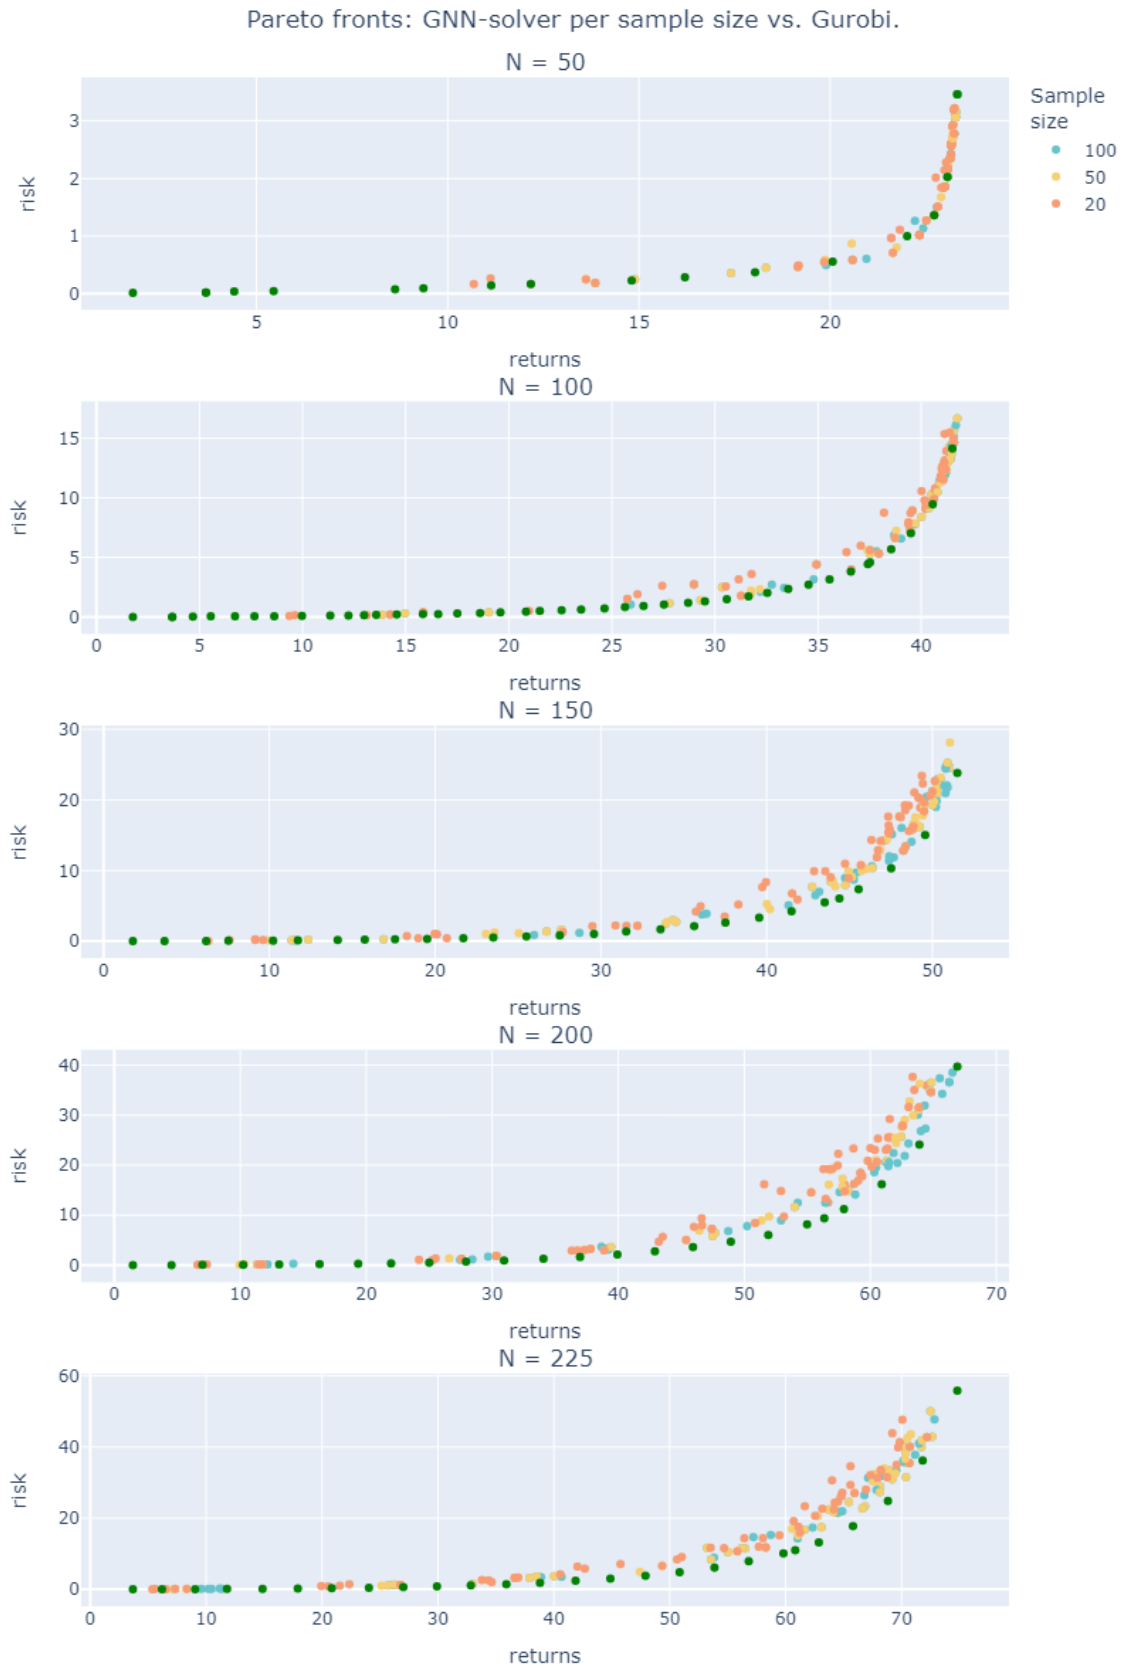 Pareto fronts: GNN-solver per sample size vs. Gurobi.
N = 50
Sample
size
100
50
20
risk
3
2
1
0
5 10 15 20
returns
N = 100
risk
15
10
5
0
0 5 10 15 20 25 30 35 40
returns
N = 150
risk
30
20
10
0
0 10 20 30 40 50
returns
N = 200
risk
40
30
20
10
0
0 10 20 30 40 50 60 70
returns
N = 225
risk
60
40
20
0
0 10 20 30 40 50 60 70
returns